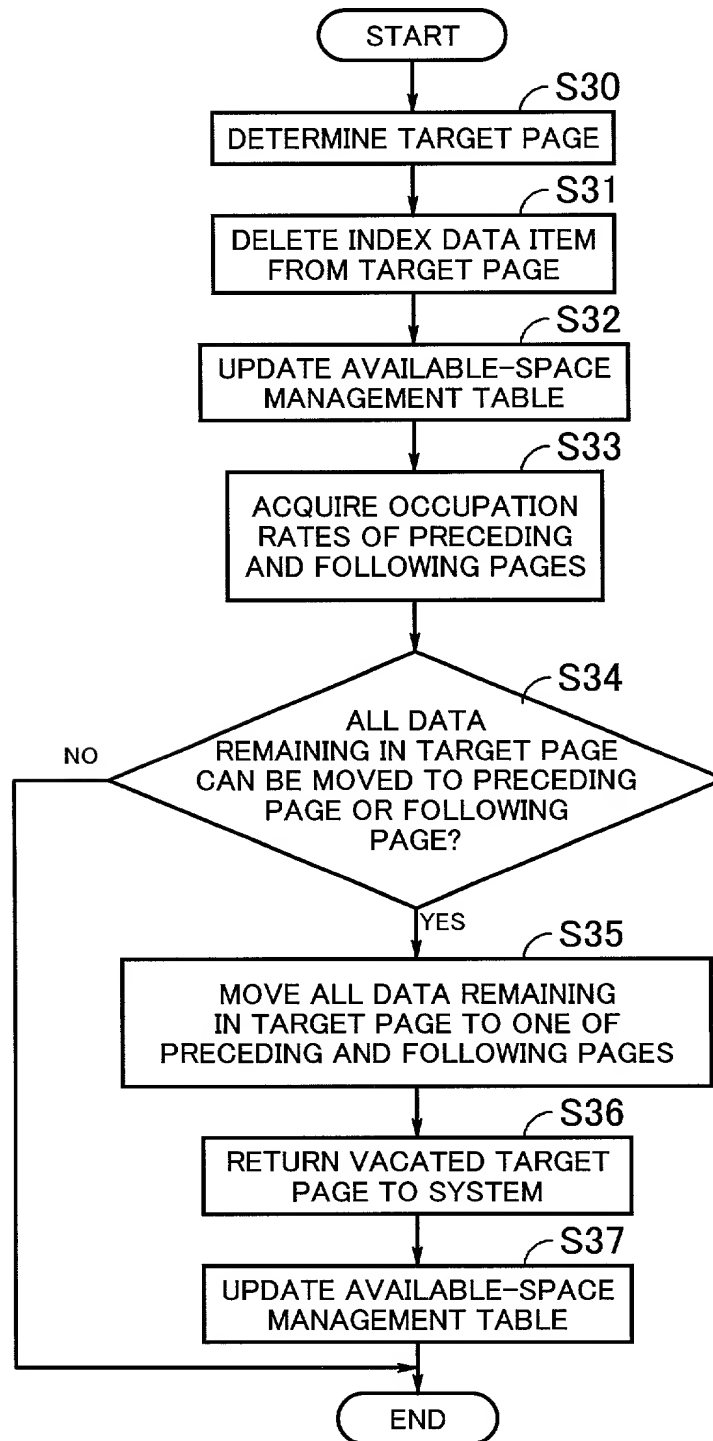 START
S30
DETERMINE TARGET PAGE
S31
DELETE INDEX DATA ITEM
FROM TARGET PAGE
S32
UPDATE AVAILABLE-SPACE
MANAGEMENT TABLE
S33
ACQUIRE OCCUPATION
RATES OF PRECEDING
AND FOLLOWING PAGES
S34
ALL DATA
REMAINING IN TARGET PAGE
CAN BE MOVED TO PRECEDING
PAGE OR FOLLOWING
PAGE?
NO
YES
S35
MOVE ALL DATA REMAINING
IN TARGET PAGE TO ONE OF
PRECEDING AND FOLLOWING PAGES
S36
RETURN VACATED TARGET
PAGE TO SYSTEM
S37
UPDATE AVAILABLE-SPACE
MANAGEMENT TABLE
END